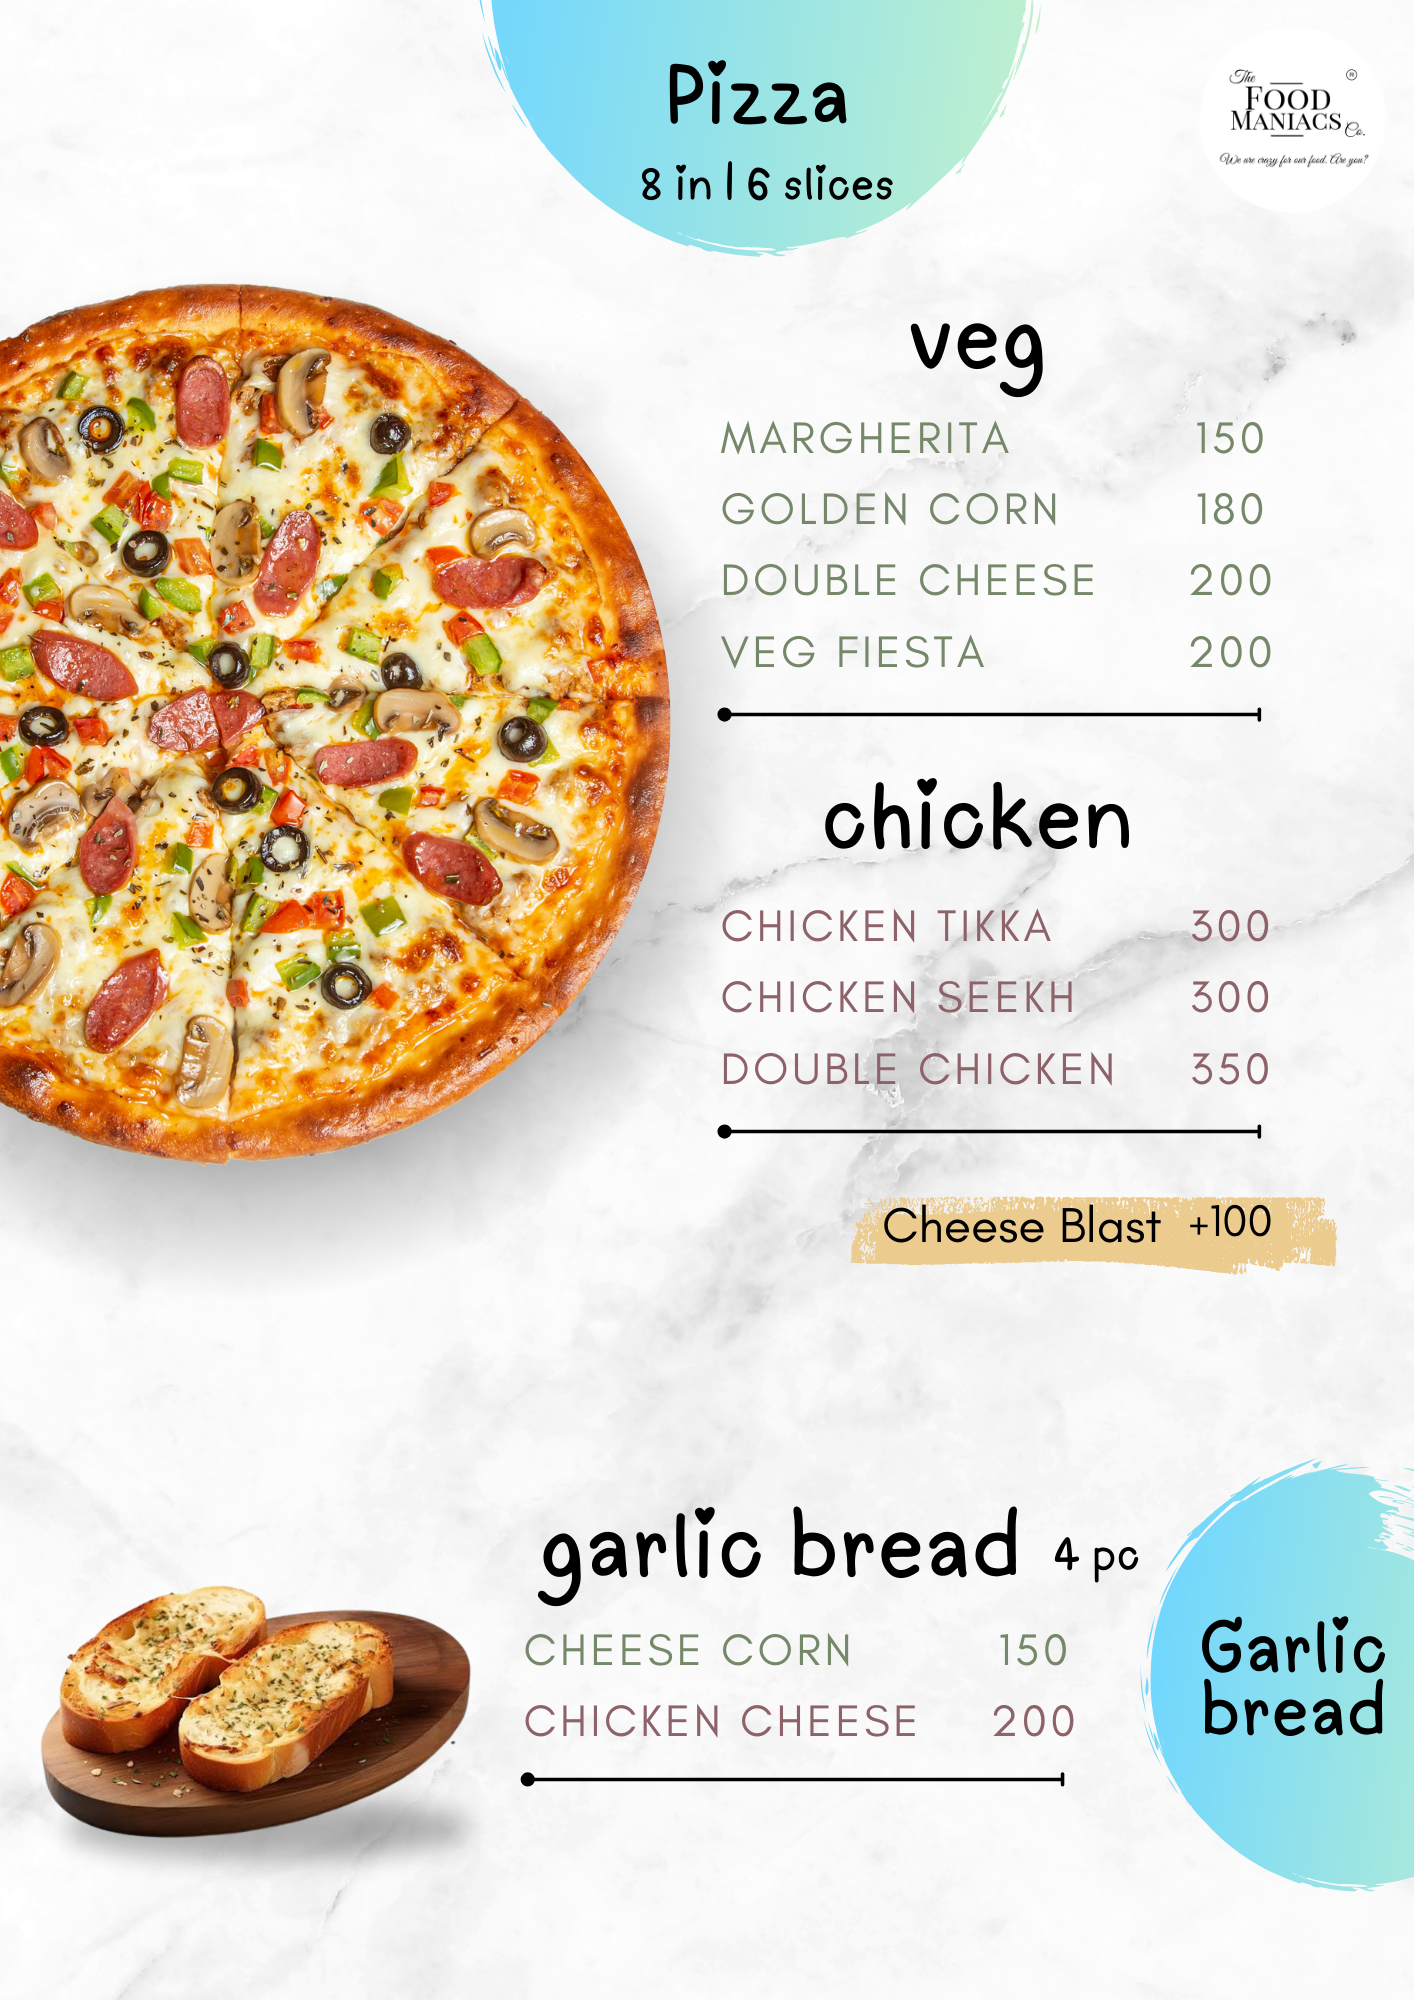 Pizza
8 in | 6 slices
The
FOOD
MANIACS Co.
®
We are crazy for our food. Are you?
veg
MARGHERITA 150
GOLDEN CORN 180
DOUBLE CHEESE 200
VEG FIESTA 200
chicken
CHICKEN TIKKA 300
CHICKEN SEEKH 300
DOUBLE CHICKEN 350
Cheese Blast +100
garlic bread 4 pc
CHEESE CORN 150
CHICKEN CHEESE 200
Garlic
bread